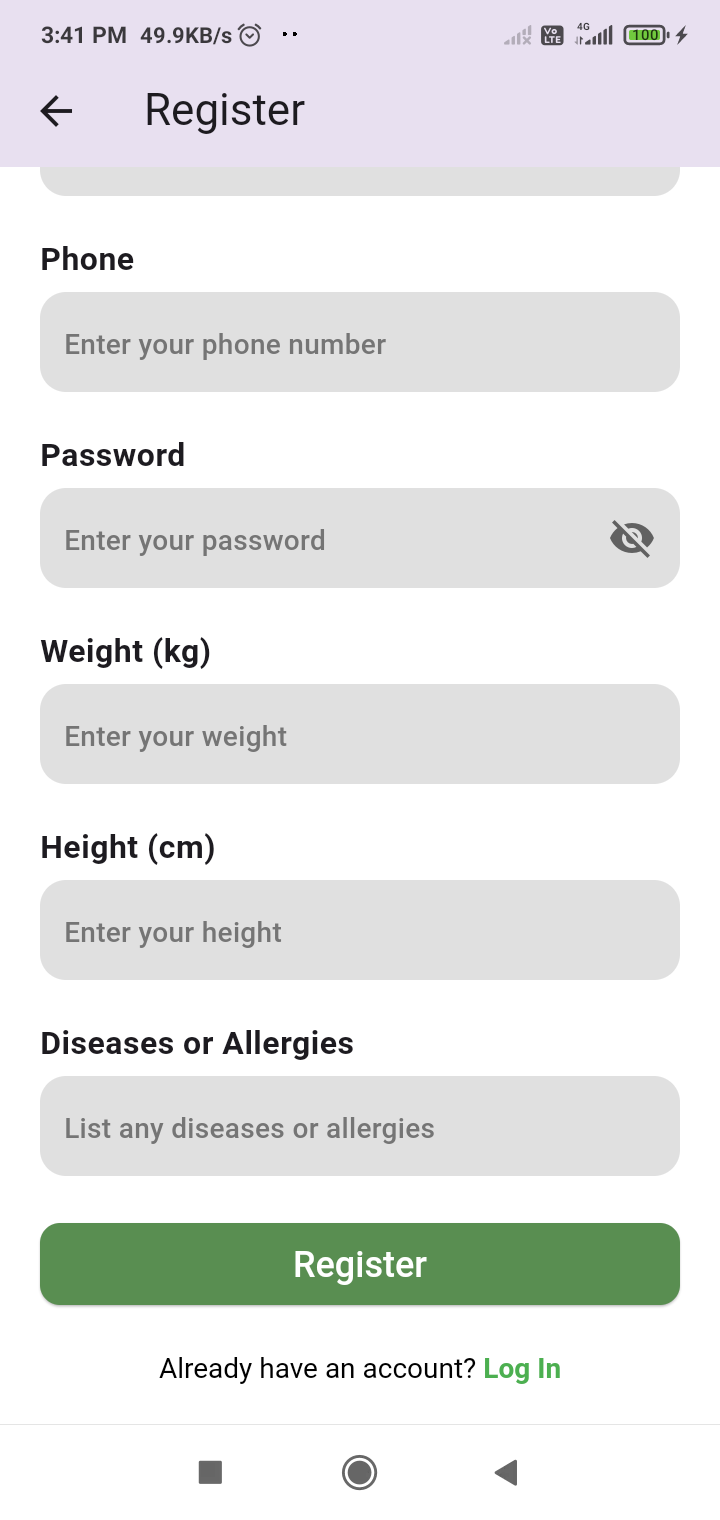 3:41 PM 49.9KB/s
Vo LTE 4G 100
Register
Phone
Enter your phone number
Password
Enter your password
Weight (kg)
Enter your weight
Height (cm)
Enter your height
Diseases or Allergies
List any diseases or allergies
Register
Already have an account? Log In